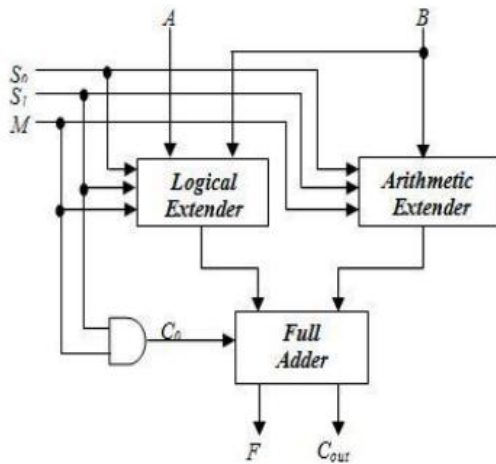 A
B
S0
S1
M
Logical
Extender
Arithmetic
Extender
C0
Full
Adder
F
Cout